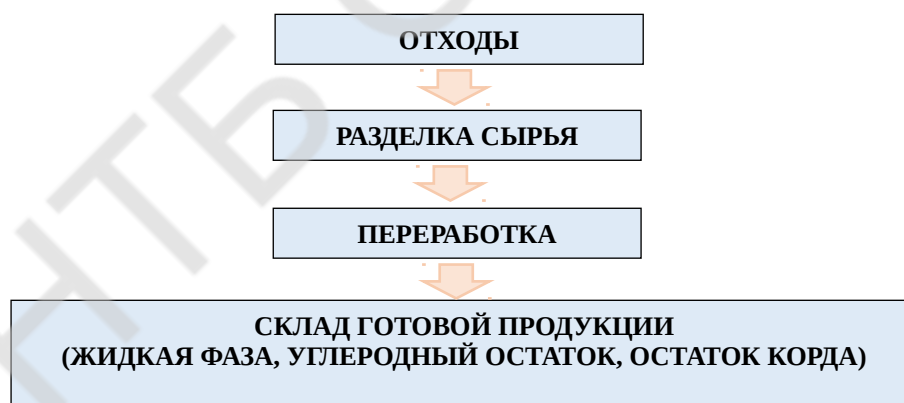 ОТХОДЫ
РАЗДЕЛКА СЫРЬЯ
ПЕРЕРАБОТКА
СКЛАД ГОТОВОЙ ПРОДУКЦИИ
(ЖИДКАЯ ФАЗА, УГЛЕРОДНЫЙ ОСТАТОК, ОСТАТОК КОРДА)